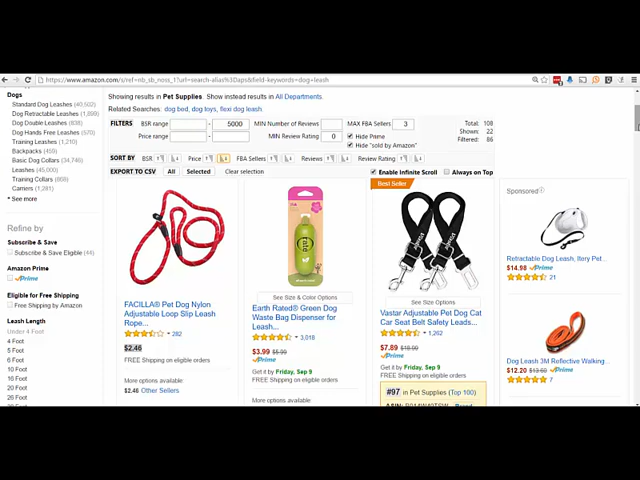 https://www.amazon.com/s/ref=nb_sb_noss_1?url=search-alias%3Daps&field-keywords=dog+leash
Dogs
Standard Dog Leashes (40,502)
Dog Retractable Leashes (1,899)
Dog Double Leashes (838)
Dog Hands Free Leashes (570)
Training Leashes (1,210)
Backpacks (459)
Basic Dog Collars (34,746)
Leashes (45,000)
Training Collars (869)
Carriers (1,281)
See more
Refine by
Subscribe & Save
Subscribe & Save Eligible (44)
Amazon Prime
Prime
Eligible for Free Shipping
Free Shipping by Amazon
Leash Length
Under 4 Foot
4 Foot
5 Foot
6 Foot
10 Foot
16 Foot
20 Foot
26 Foot
Showing results in Pet Supplies. Show instead results in All Departments.
Related Searches: dog bed, dog toys, flexi dog leash.
FILTERS
BSR range - 5000
MIN Number of Reviews
MAX FBA Sellers 3
Total: 108
Price range -
MIN Review Rating 0
Hide Prime
Shows: 22
Hide "sold by Amazon"
Filtered: 86
SORT BY BSR Price FBA Sellers Reviews Review Rating
EXPORT TO CSV All Selected Clear selection
Enable Infinite Scroll Always on Top
FACILLA® Pet Dog Nylon
Adjustable Loop Slip Leash
Rope...
282
$2.46
FREE Shipping on eligible orders
More options available:
$2.46 Other Sellers
See Size & Color Options
Earth Rated® Green Dog
Waste Bag Dispenser for
Leash...
3,018
$3.99 $5.99
Prime
Get it by Friday, Sep 9
FREE Shipping on eligible orders
More options available:
Best Seller
See Size Options
Vastar Adjustable Pet Dog Cat
Car Seat Belt Safety Leads...
1,262
$7.89
Prime
Get it by Friday, Sep 9
FREE Shipping on eligible orders
#97 in Pet Supplies (Top 100)
Sponsored
Retractable Dog Leash, Itery Pet...
$14.98 Prime
21
Dog Leash 3M Reflective Walking...
$12.20 $13.60 Prime
7